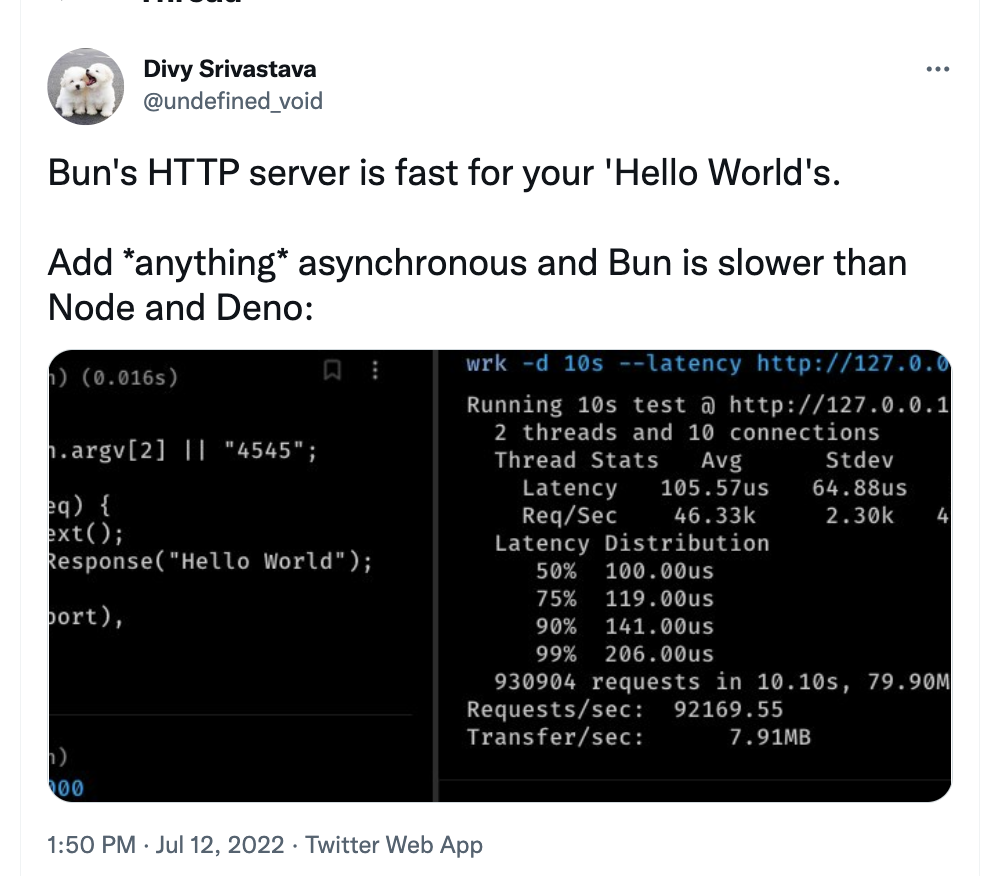 Thread
Divy Srivastava
@undefined_void
Bun's HTTP server is fast for your 'Hello World's.
Add *anything* asynchronous and Bun is slower than
Node and Deno:
) (0.016s)
.argv[2] || "4545";
eq) {
ext();
Response("Hello World");
port),
)
000
wrk -d 10s --latency http://127.0.0
Running 10s test @ http://127.0.0.1
2 threads and 10 connections
Thread Stats Avg Stdev
Latency 105.57us 64.88us
Req/Sec 46.33k 2.30k 4
Latency Distribution
50% 100.00us
75% 119.00us
90% 141.00us
99% 206.00us
930904 requests in 10.10s, 79.90M
Requests/sec: 92169.55
Transfer/sec: 7.91MB
1:50 PM · Jul 12, 2022 · Twitter Web App